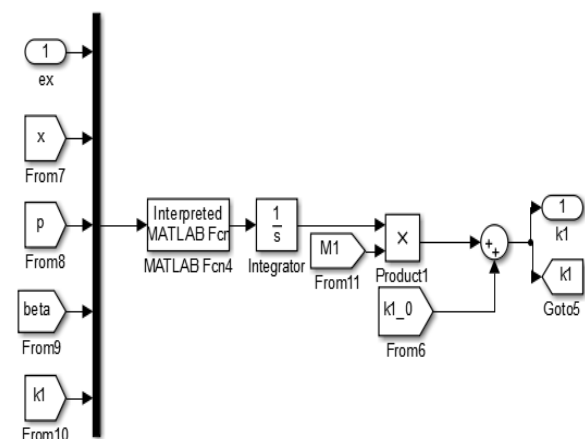 1
ex
x
From7
p
From8
beta
From9
k1
From10
Interpreted
MATLAB Fcn
MATLAB Fcn4
1
s
Integrator
M1
From11
×
Product1
k1_0
From6
+
+
1
k1
k1
Goto5